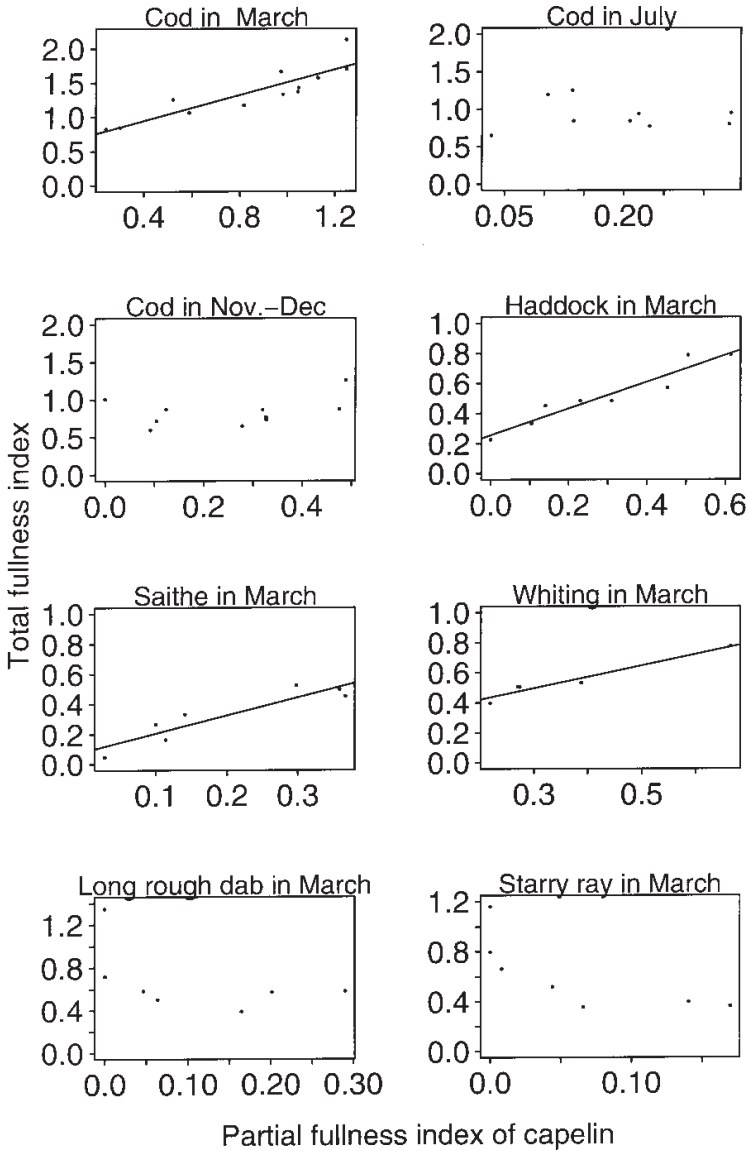 Cod in March
2.0
1.5
1.0
0.5
0.0
0.4 0.8 1.2
Cod in July
2.0
1.5
1.0
0.5
0.0
0.05 0.20
Cod in Nov.–Dec
2.0
1.5
1.0
0.5
0.0
0.0 0.2 0.4
Haddock in March
1.0
0.8
0.6
0.4
0.2
0.0
0.0 0.2 0.4 0.6
Total fullness index
Saithe in March
1.0
0.8
0.6
0.4
0.2
0.0
0.1 0.2 0.3
Whiting in March
1.0
0.8
0.6
0.4
0.2
0.0
0.3 0.5
Long rough dab in March
1.2
0.8
0.4
0.0
0.0 0.10 0.20 0.30
Starry ray in March
1.2
0.8
0.4
0.0
0.0 0.10
Partial fullness index of capelin